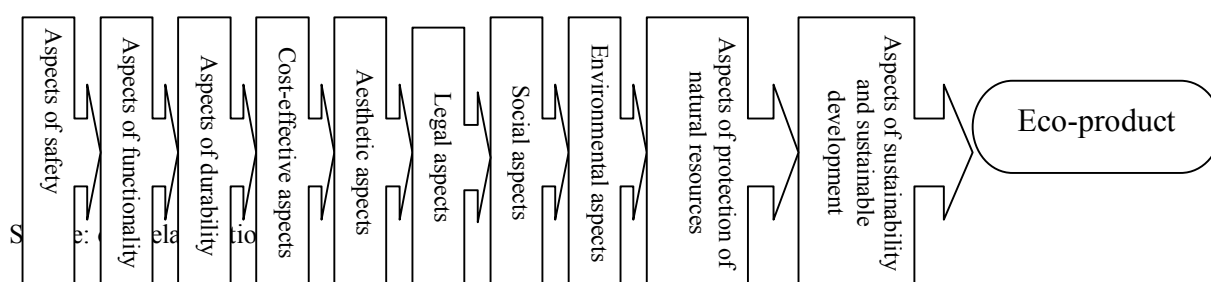 Aspects of safety
Aspects of functionality
Aspects of durability
Cost-effective aspects
Aesthetic aspects
Legal aspects
Social aspects
Environmental aspects
Aspects of protection of
natural resources
Aspects of sustainability
and sustainable
development
Eco-product